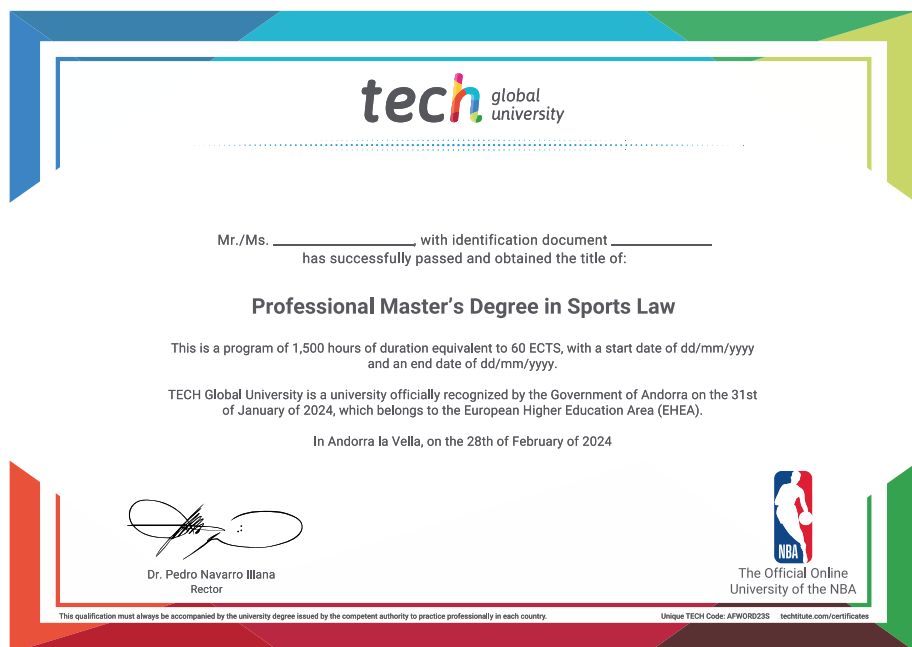 tech global university
Mr./Ms. ____________________, with identification document ______________
has successfully passed and obtained the title of:
Professional Master's Degree in Sports Law
This is a program of 1,500 hours of duration equivalent to 60 ECTS, with a start date of dd/mm/yyyy
and an end date of dd/mm/yyyy.
TECH Global University is a university officially recognized by the Government of Andorra on the 31st
of January of 2024, which belongs to the European Higher Education Area (EHEA).
In Andorra la Vella, on the 28th of February of 2024
Dr. Pedro Navarro Illana
Rector
NBA
The Official Online
University of the NBA
This qualification must always be accompanied by the university degree issued by the competent authority to practice professionally in each country.
Unique TECH Code: AFWORD23S techtitute.com/certificates